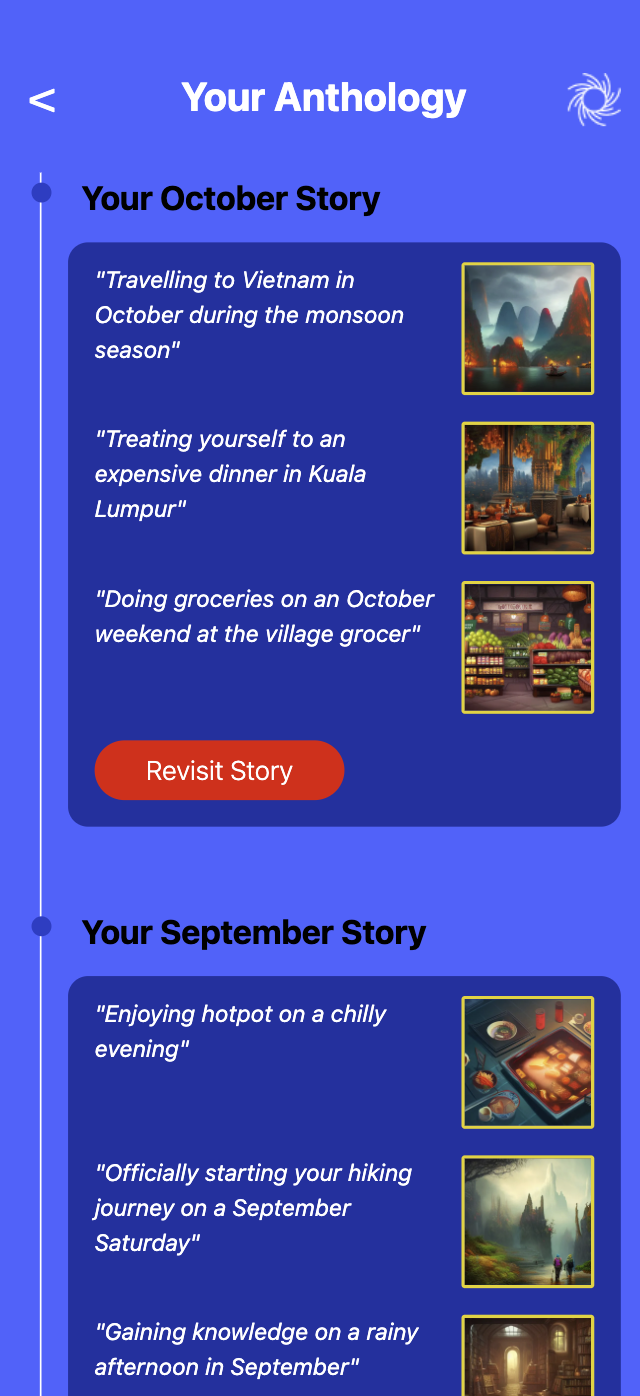 <
Your Anthology
Your October Story
"Travelling to Vietnam in
October during the monsoon
season"
"Treating yourself to an
expensive dinner in Kuala
Lumpur"
"Doing groceries on an October
weekend at the village grocer"
Revisit Story
Your September Story
"Enjoying hotpot on a chilly
evening"
"Officially starting your hiking
journey on a September
Saturday"
"Gaining knowledge on a rainy
afternoon in September"